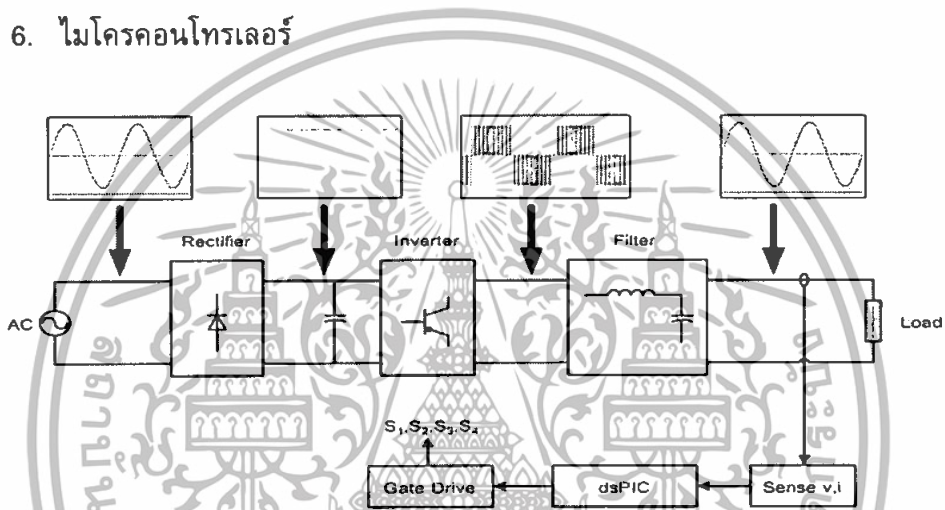 6. ไมโครคอนโทรเลอร์
Rectifier
Inverter
Filter
AC
Load
S₁,S₂,S₃,S₄
Gate Drive
dsPIC
Sense v,i